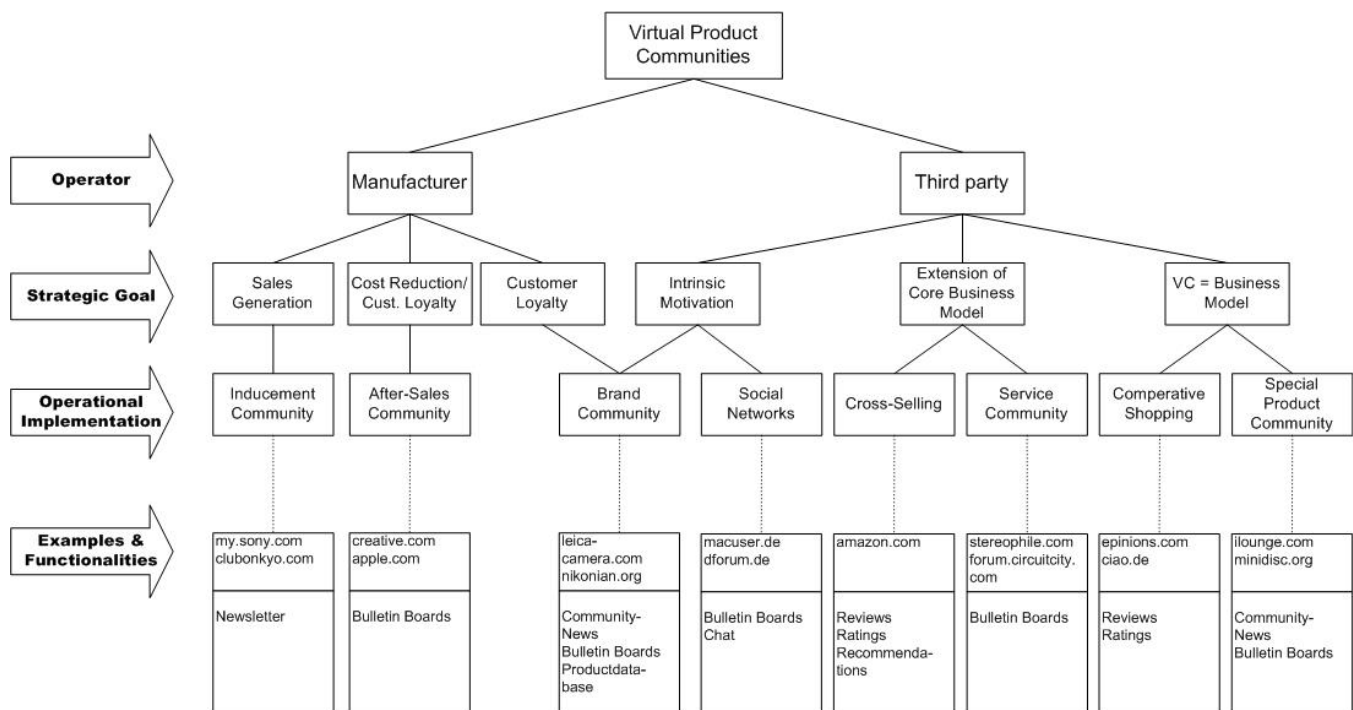 Virtual Product
Communities
Operator
Manufacturer
Third party
Strategic Goal
Sales
Generation
Cost Reduction/
Cust. Loyalty
Customer
Loyalty
Intrinsic
Motivation
Extension of
Core Business
Model
VC = Business
Model
Operational
Implementation
Inducement
Community
After-Sales
Community
Brand
Community
Social
Networks
Cross-Selling
Service
Community
Comperative
Shopping
Special
Product
Community
Examples &
Functionalities
my.sony.com
clubonkyo.com
creative.com
apple.com
leica-
camera.com
nikonian.org
macuser.de
dforum.de
amazon.com
stereophile.com
forum.circuitcity.
com
epinions.com
ciao.de
ilounge.com
minidisc.org
Newsletter
Bulletin Boards
Community-
News
Bulletin Boards
Productdata-
base
Bulletin Boards
Chat
Reviews
Ratings
Recommenda-
tions
Bulletin Boards
Reviews
Ratings
Community-
News
Bulletin Boards